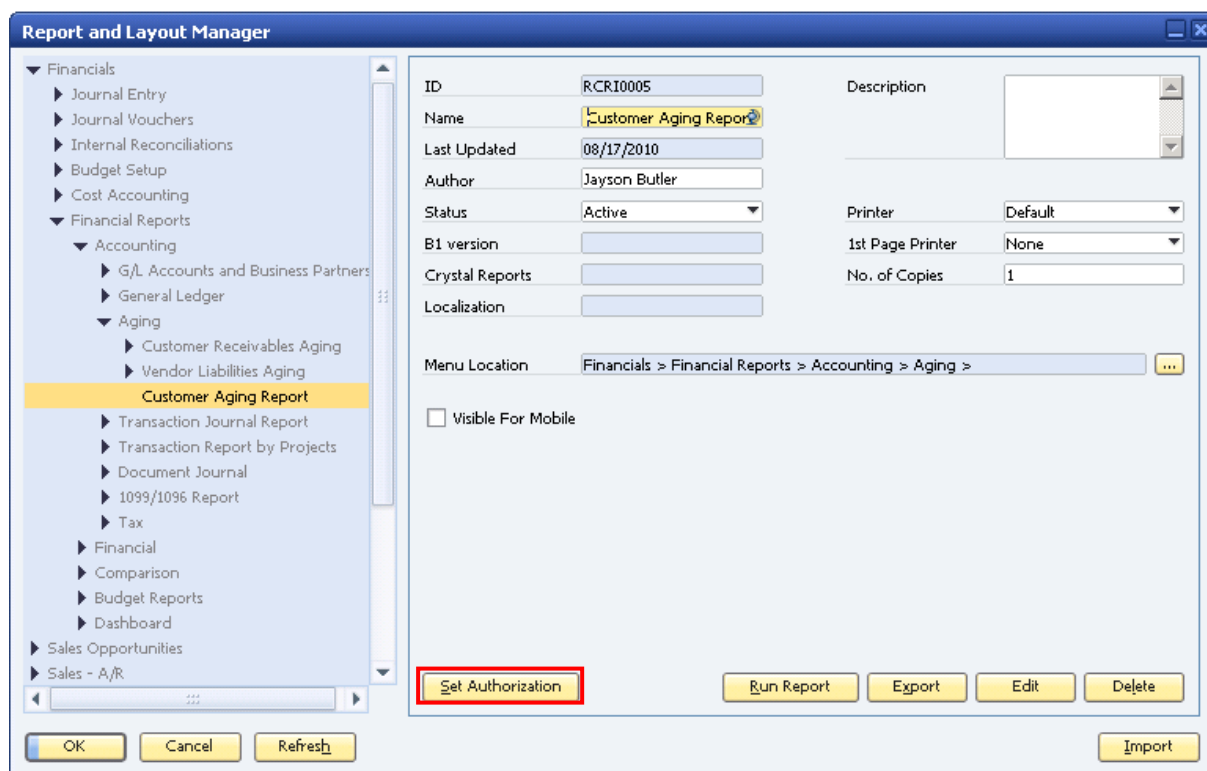 Report and Layout Manager
Financials
Journal Entry
Journal Vouchers
Internal Reconciliations
Budget Setup
Cost Accounting
Financial Reports
Accounting
G/L Accounts and Business Partners
General Ledger
Aging
Customer Receivables Aging
Vendor Liabilities Aging
Customer Aging Report
Transaction Journal Report
Transaction Report by Projects
Document Journal
1099/1096 Report
Tax
Financial
Comparison
Budget Reports
Dashboard
Sales Opportunities
Sales - A/R
ID RCRI0005 Description
Name Customer Aging Report
Last Updated 08/17/2010
Author Jayson Butler
Status Active Printer Default
B1 version 1st Page Printer None
Crystal Reports No. of Copies 1
Localization
Menu Location Financials > Financial Reports > Accounting > Aging > ...
Visible For Mobile
Set Authorization Run Report Export Edit Delete
OK Cancel Refresh Import